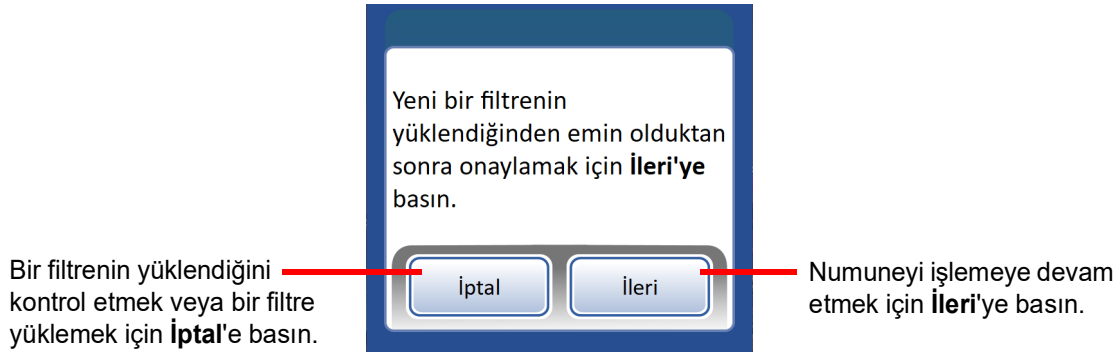 Yeni bir filtrenin
yüklendiğinden emin olduktan
sonra onaylamak için İleri'ye
basın.
İptal
İleri
Bir filtrenin yüklendiğini
kontrol etmek veya bir filtre
yüklemek için İptal'e basın.
Numuneyi işlemeye devam
etmek için İleri'ye basın.